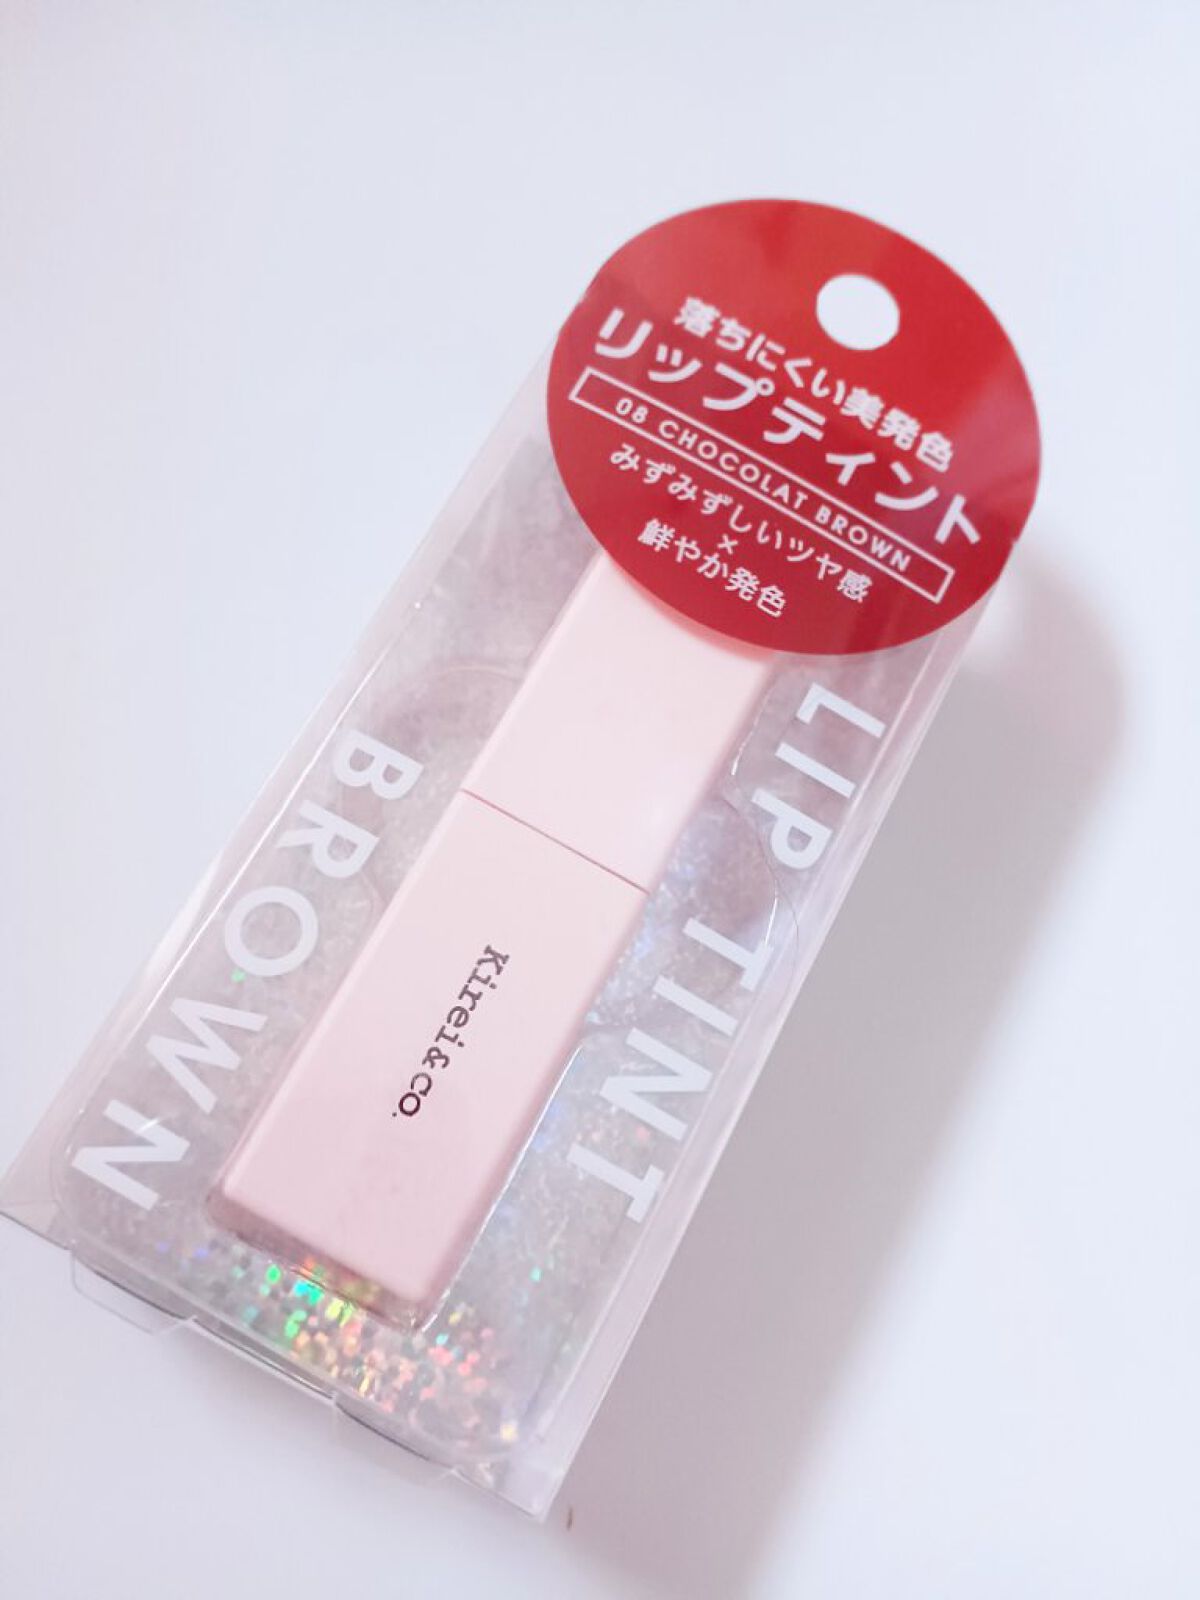 落ちにくい美発色
リップティント
08 CHOCOLAT BROWN
みずみずしいツヤ感
×
鮮やか発色
LIP TINT
BROWN
Kirei&co.